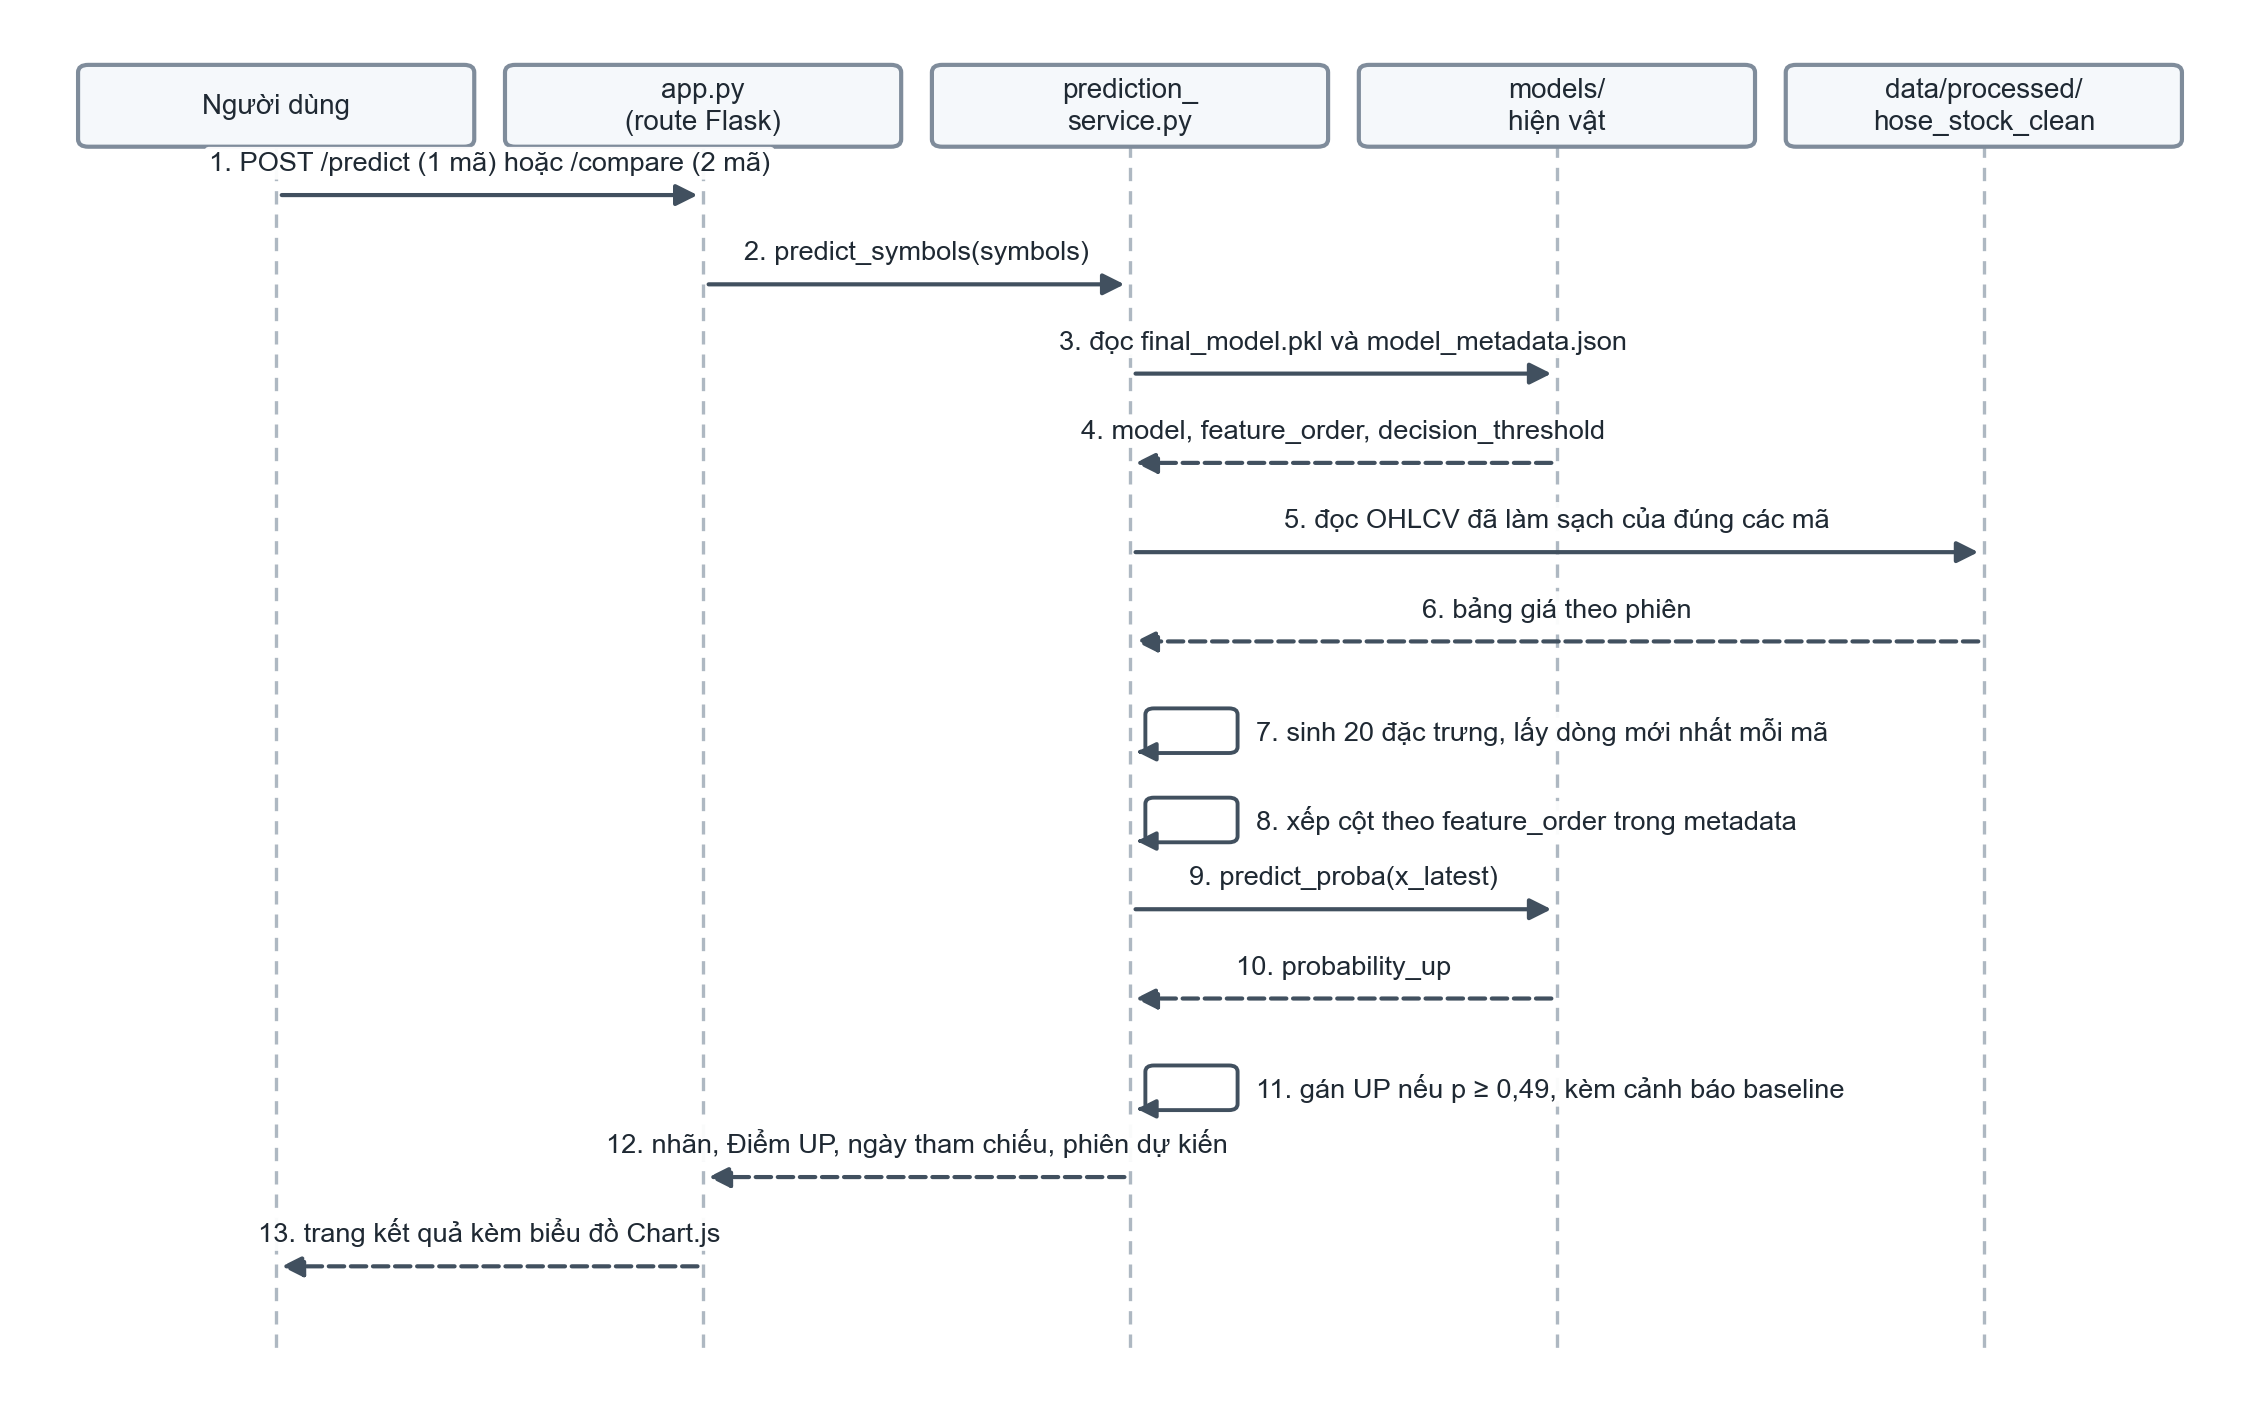 Người dùng
app.py
(route Flask)
prediction_
service.py
models/
hiện vật
data/processed/
hose_stock_clean
1. POST /predict (1 mã) hoặc /compare (2 mã)
2. predict_symbols(symbols)
3. đọc final_model.pkl và model_metadata.json
4. model, feature_order, decision_threshold
5. đọc OHLCV đã làm sạch của đúng các mã
6. bảng giá theo phiên
7. sinh 20 đặc trưng, lấy dòng mới nhất mỗi mã
8. xếp cột theo feature_order trong metadata
9. predict_proba(x_latest)
10. probability_up
11. gán UP nếu p ≥ 0,49, kèm cảnh báo baseline
12. nhãn, Điểm UP, ngày tham chiếu, phiên dự kiến
13. trang kết quả kèm biểu đồ Chart.js